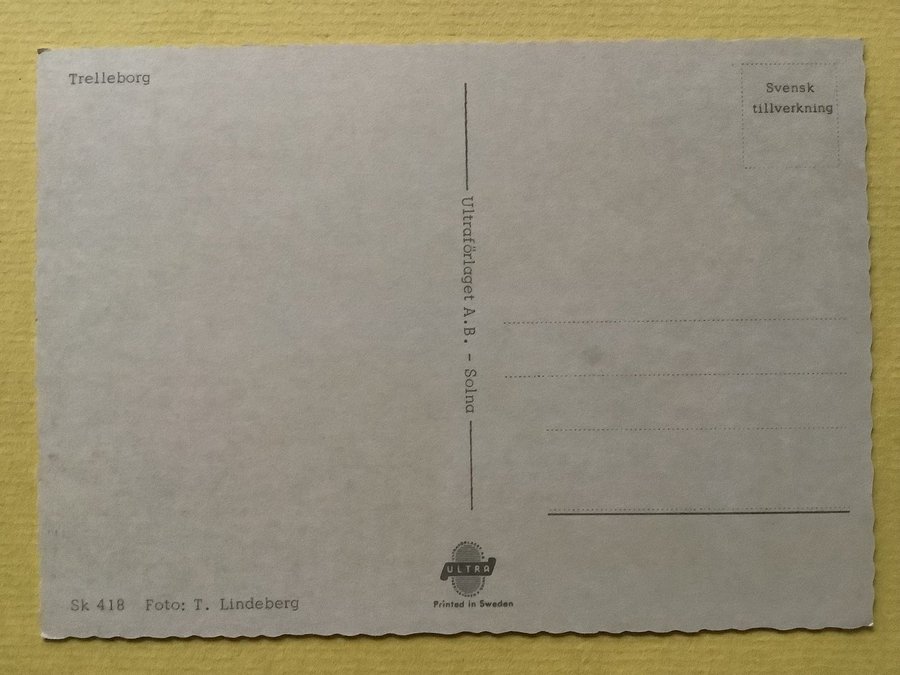 Trelleborg
Svensk
tillverkning
Ultraförlaget A.B. - Solna
ULTRA
Printed in Sweden
Sk 418 Foto: T. Lindeberg